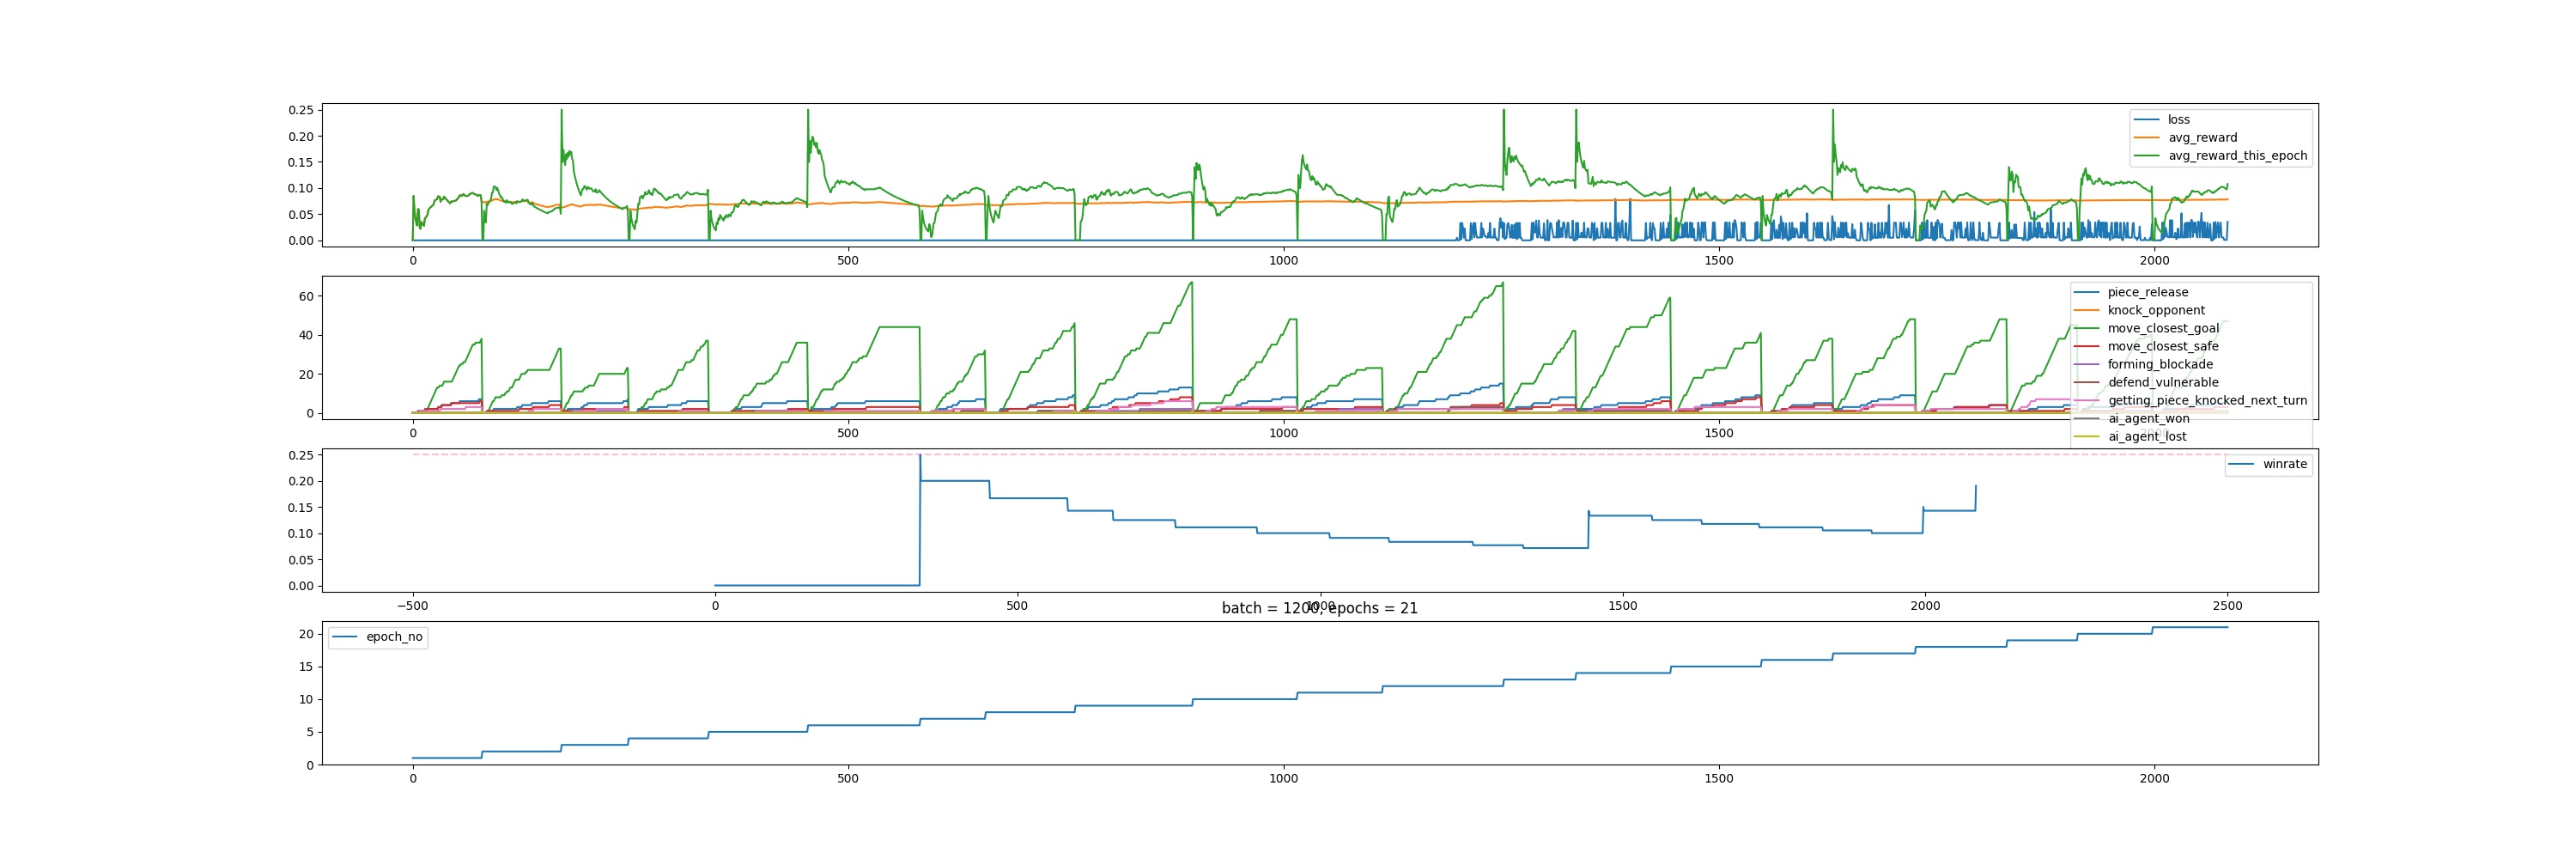 0.25
0.20
0.15
0.10
0.05
0.00
loss
avg_reward
avg_reward_this_epoch
0 500 1000 1500 2000
60
40
20
0
piece_release
knock_opponent
move_closest_goal
move_closest_safe
forming_blockade
defend_vulnerable
getting_piece_knocked_next_turn
ai_agent_won
ai_agent_lost
0 500 1000 1500 2000
0.25
0.20
0.15
0.10
0.05
0.00
winrate
−500 0 500 1000 1500 2000 2500
batch = 1200, epochs = 21
20
15
10
5
0
epoch_no
0 500 1000 1500 2000